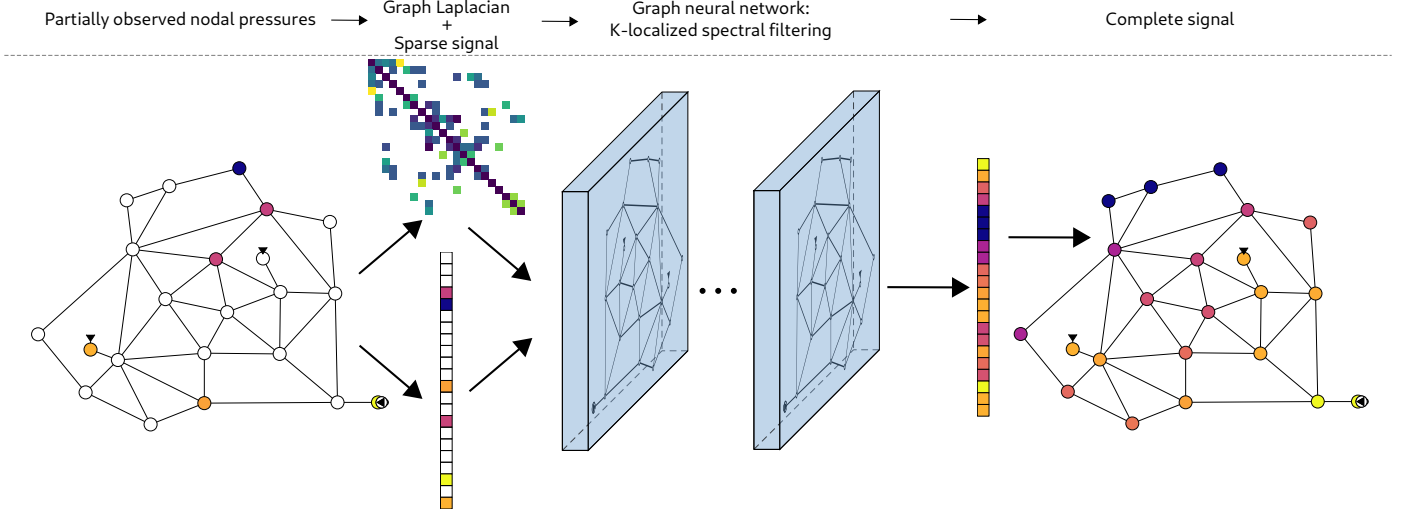 Partially observed nodal pressures
Graph Laplacian
+
Sparse signal
Graph neural network:
K-localized spectral filtering
Complete signal